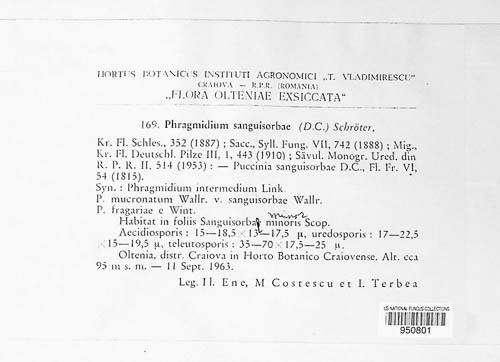 HORTUS BOTANICUS INSTITUTI AGRONOMICI „T. VLADIMIRESCU"
CRAIOVA — R.P.R. (ROMÂNIA)
„FLORA OLTENIAE EXSICCATA"
169. Phragmidium sanguisorbae (D.C.) Schröter,
Kr. Fl. Schles., 352 (1887) ; Sacc., Syll. Fung. VII, 742 (1888) ; Mig.,
Kr. Fl. Deutschl. Pilze III, 1, 443 (1910) ; Săvul. Monogr. Ured. din
R. P. R. II, 514 (1953) : — Puccinia sanguisorbae D.C., Fl. Fr. VI,
54 (1815).
Syn. : Phragmidium intermedium Link.
P. mucronatum Wallr. v. sanguisorbae Wallr.
P. fragariae e Wint.
minor
Habitat in foliis Sanguisorbae minoris Scop.
Aecidiosporis : 15—18,5×13—17,5 μ, uredosporis : 17—22,5
×15—19,5 μ, teleutosporis : 35—70×17,5—25 μ.
Oltenia, distr. Craiova in Horto Botanico Craiovense. Alt. cca
95 m s. m. — 11 Sept. 1963.
Leg. Il. Ene, M Costescu et I. Terbea
US NATIONAL FUNGUS COLLECTIONS
950801